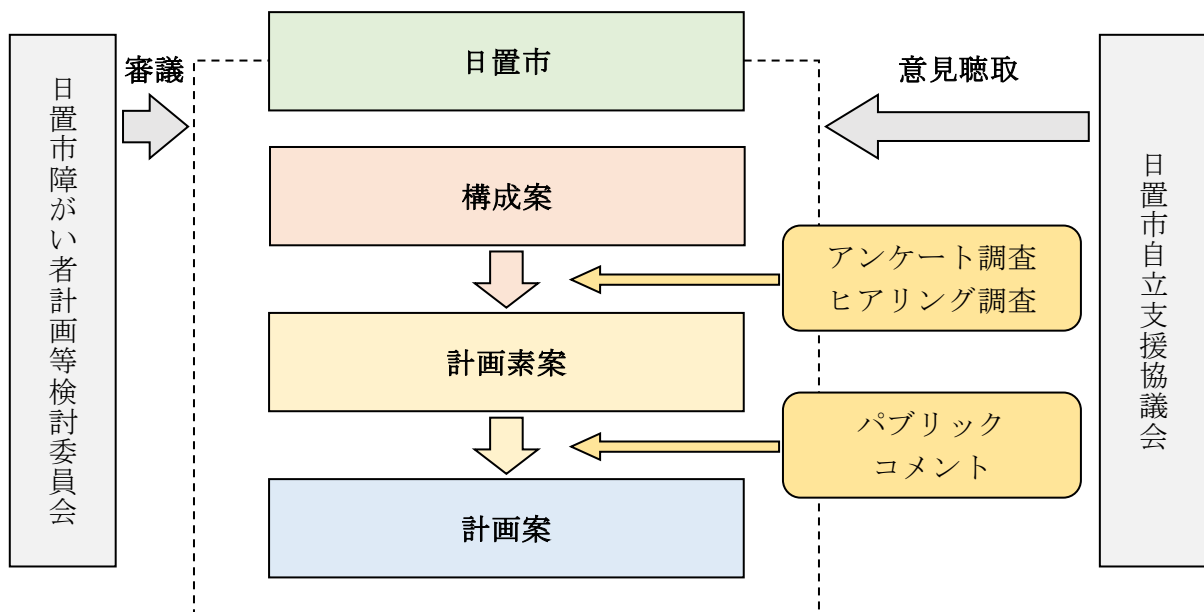 日置市
審議
意見聴取
日置市障がい者計画等検討委員会
日置市自立支援協議会
構成案
アンケート調査
ヒアリング調査
計画素案
パブリック
コメント
計画案